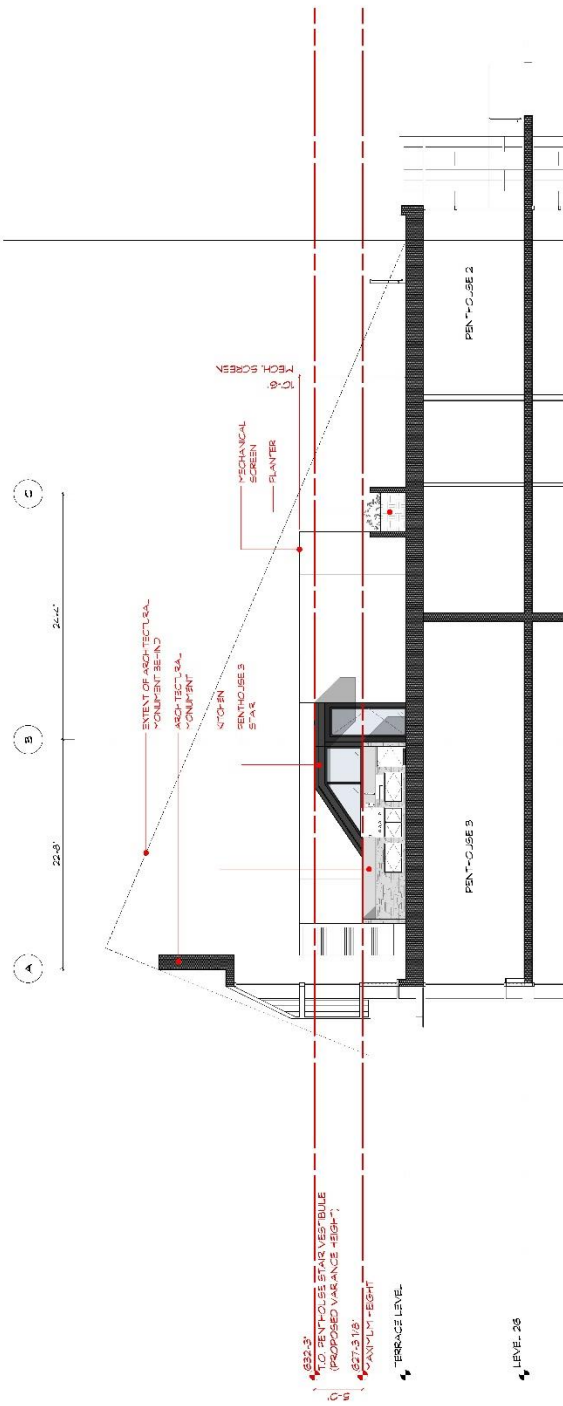 A
B
C
22'-8"
24'-4"
EXTENT OF ARCHITECTURAL
MONUMENT BEHIND
ARCHITECTURAL
MONUMENT
KITCHEN
PENTHOUSE 3
STAIR
MECHANICAL
SCREEN
PLANTER
10'-6"
MECH. SCREEN
632'-3"
T.O. PENTHOUSE STAIR VESTIBULE
(PROPOSED VARIANCE HEIGHT)
5'-0"
627'-3 1/8"
MAXIMUM HEIGHT
TERRACE LEVEL
PENTHOUSE 3
PENTHOUSE 2
LEVEL 26